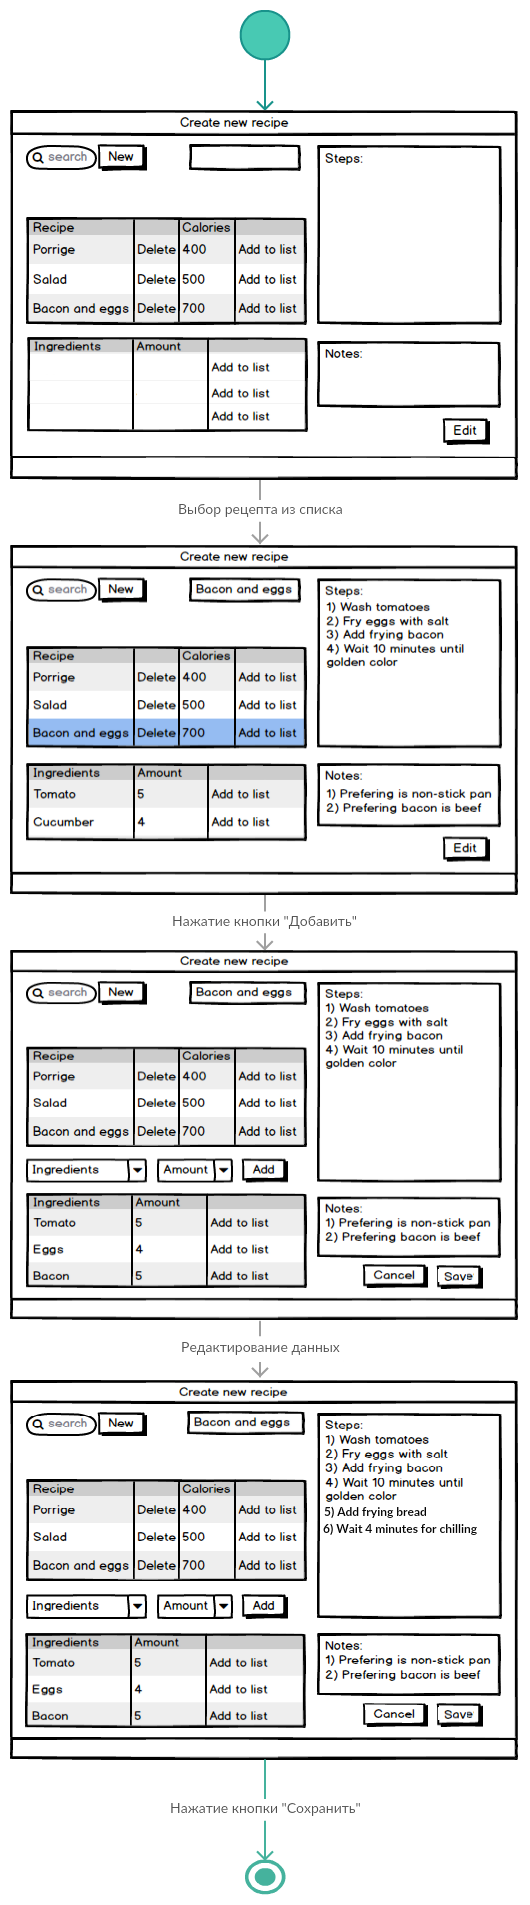 Create new recipe
search New
Steps:
Recipe Calories
Porrige Delete 400 Add to list
Salad Delete 500 Add to list
Bacon and eggs Delete 700 Add to list
Ingredients Amount
Add to list
Add to list
Add to list
Notes:
Edit
Выбор рецепта из списка
Create new recipe
search New Bacon and eggs
Steps:
1) Wash tomatoes
2) Fry eggs with salt
3) Add frying bacon
4) Wait 10 minutes until
golden color
Recipe Calories
Porrige Delete 400 Add to list
Salad Delete 500 Add to list
Bacon and eggs Delete 700 Add to list
Ingredients Amount
Tomato 5 Add to list
Cucumber 4 Add to list
Notes:
1) Prefering is non-stick pan
2) Prefering bacon is beef
Edit
Нажатие кнопки "Добавить"
Create new recipe
search New Bacon and eggs
Steps:
1) Wash tomatoes
2) Fry eggs with salt
3) Add frying bacon
4) Wait 10 minutes until
golden color
Recipe Calories
Porrige Delete 400 Add to list
Salad Delete 500 Add to list
Bacon and eggs Delete 700 Add to list
Ingredients Amount Add
Ingredients Amount
Tomato 5 Add to list
Eggs 4 Add to list
Bacon 5 Add to list
Notes:
1) Prefering is non-stick pan
2) Prefering bacon is beef
Cancel Save
Редактирование данных
Create new recipe
search New Bacon and eggs
Steps:
1) Wash tomatoes
2) Fry eggs with salt
3) Add frying bacon
4) Wait 10 minutes until
golden color
5) Add frying bread
6) Wait 4 minutes for chilling
Recipe Calories
Porrige Delete 400 Add to list
Salad Delete 500 Add to list
Bacon and eggs Delete 700 Add to list
Ingredients Amount Add
Ingredients Amount
Tomato 5 Add to list
Eggs 4 Add to list
Bacon 5 Add to list
Notes:
1) Prefering is non-stick pan
2) Prefering bacon is beef
Cancel Save
Нажатие кнопки "Сохранить"